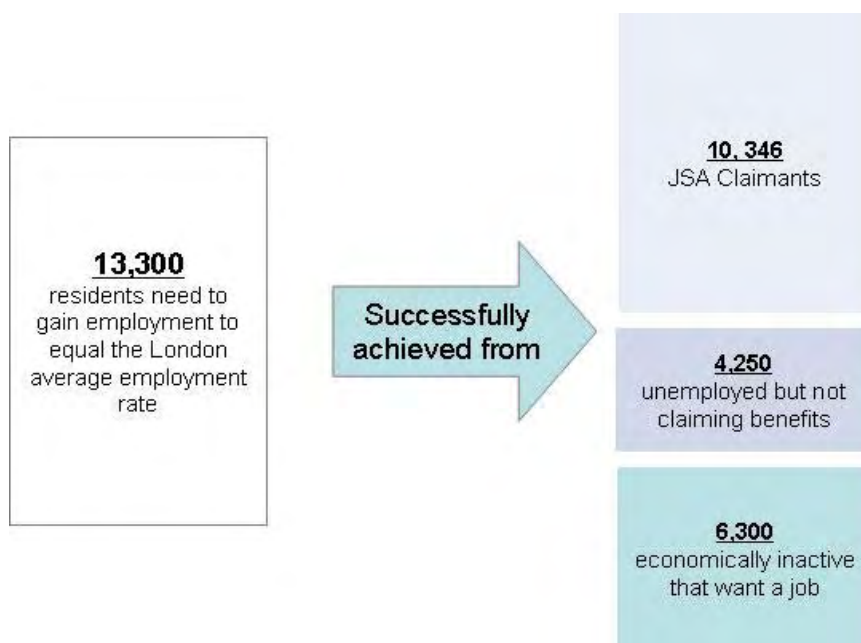 13,300
residents need to
gain employment to
equal the London
average employment
rate
Successfully
achieved from
10, 346
JSA Claimants
4,250
unemployed but not
claiming benefits
6,300
economically inactive
that want a job